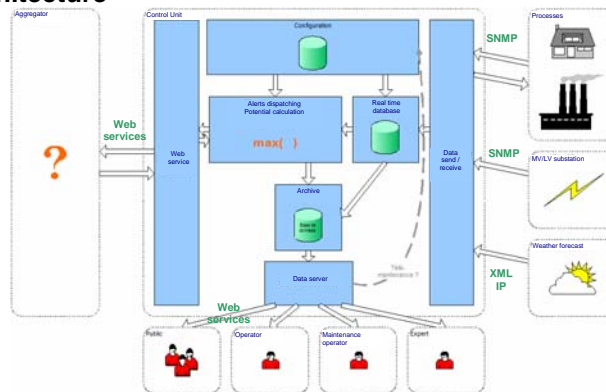 Aggregator
Control Unit
Configuration
Processes
SNMP
Alerts dispatching
Potential calculation
Real time
database
Web
services
max( )
?
Web
service
Data
send /
receive
SNMP
MV/LV substation
Archive
Weather forecast
Data server
XML
IP
Web
services
Public
Operator
Maintenance
operator
Expert